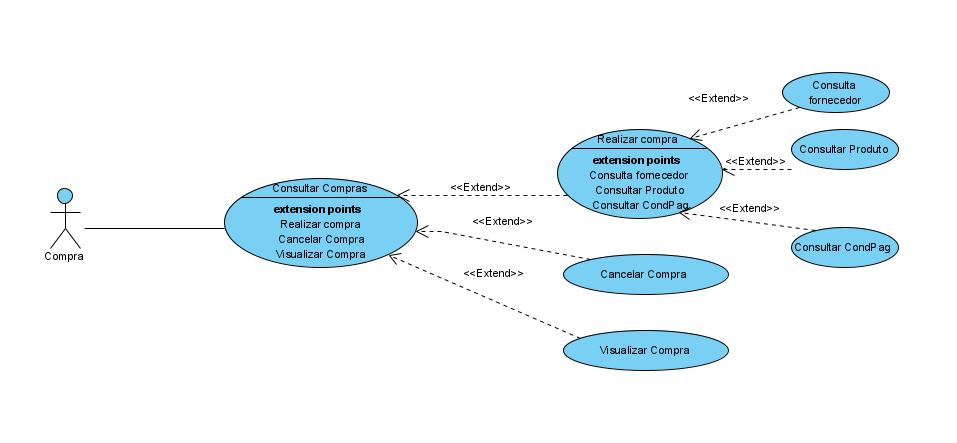 Compra
Consultar Compras
extension points
Realizar compra
Cancelar Compra
Visualizar Compra
<<Extend>>
<<Extend>>
<<Extend>>
Realizar compra
extension points
Consulta fornecedor
Consultar Produto
Consultar CondPag
Cancelar Compra
Visualizar Compra
<<Extend>>
<<Extend>>
<<Extend>>
Consulta
fornecedor
Consultar Produto
Consultar CondPag